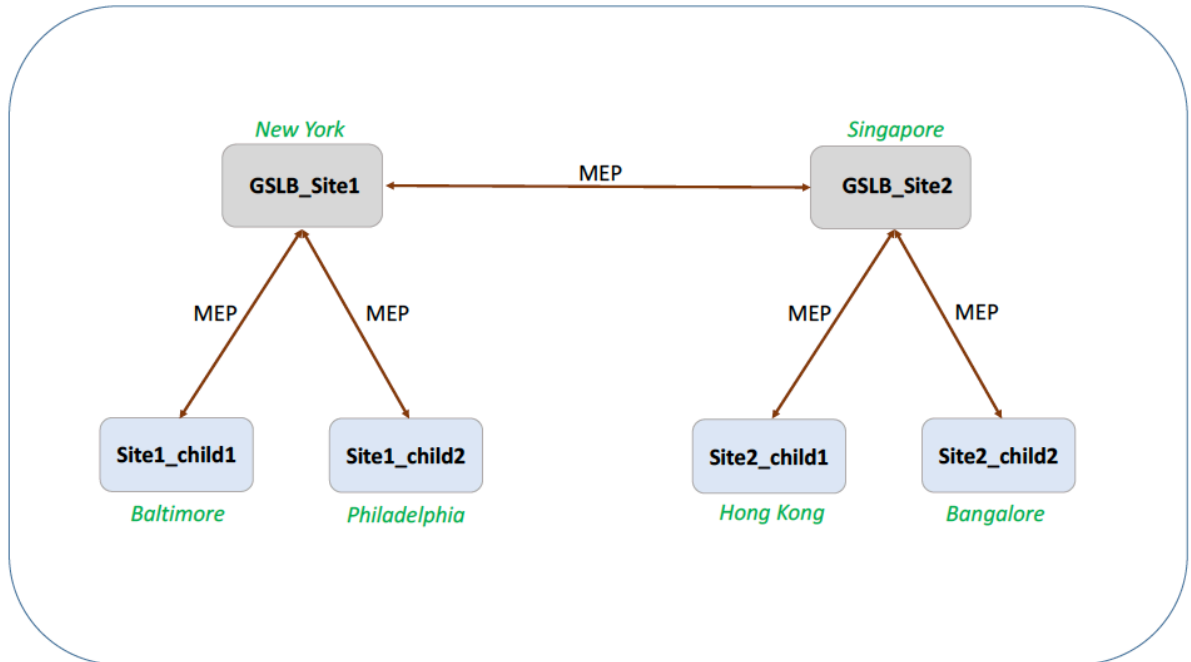 New York
Singapore
GSLB_Site1
MEP
GSLB_Site2
MEP
MEP
MEP
MEP
Site1_child1
Site1_child2
Site2_child1
Site2_child2
Baltimore
Philadelphia
Hong Kong
Bangalore